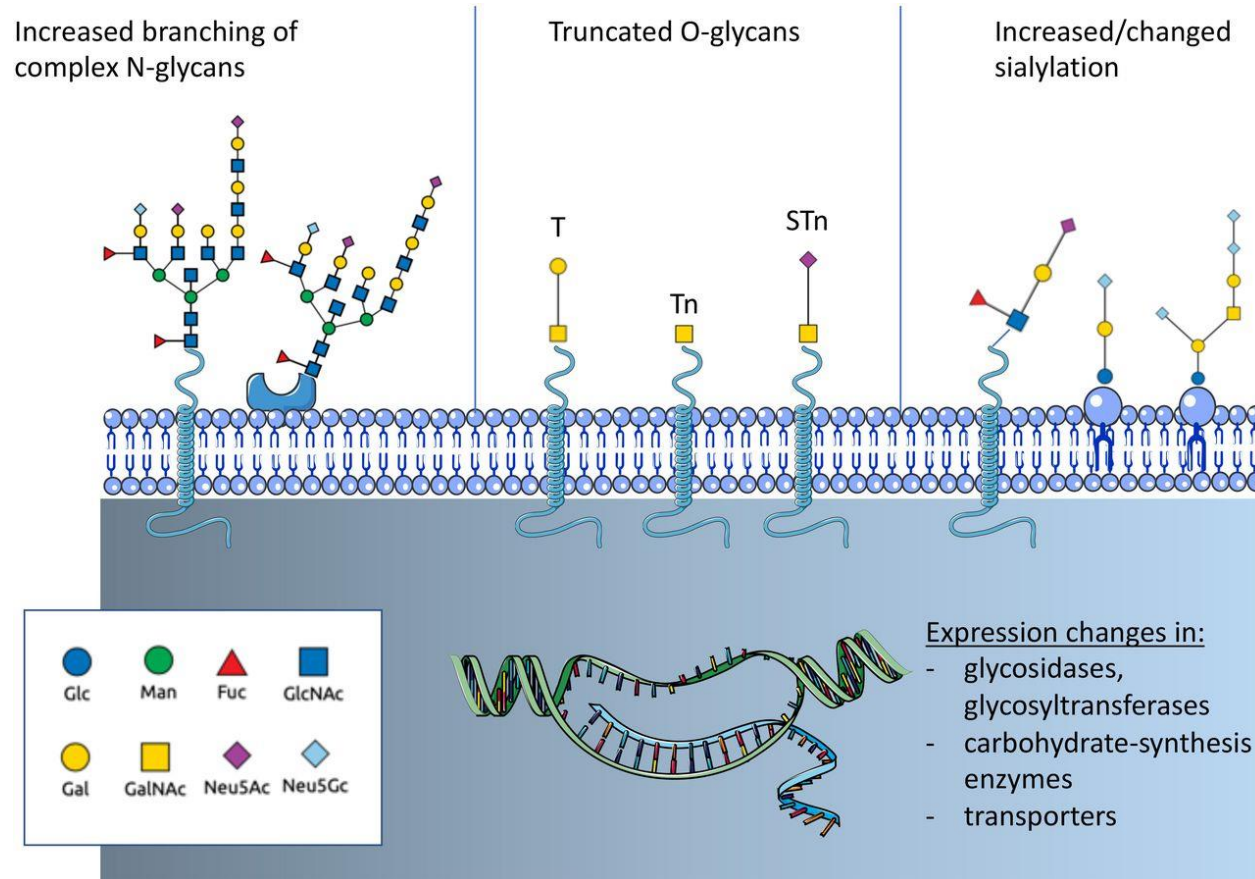 Increased branching of
complex N-glycans
Truncated O-glycans
Increased/changed
sialylation
T
Tn
STn
Glc
Man
Fuc
GlcNAc
Gal
GalNAc
Neu5Ac
Neu5Gc
Expression changes in:
- glycosidases,
glycosyltransferases
- carbohydrate-synthesis
enzymes
- transporters